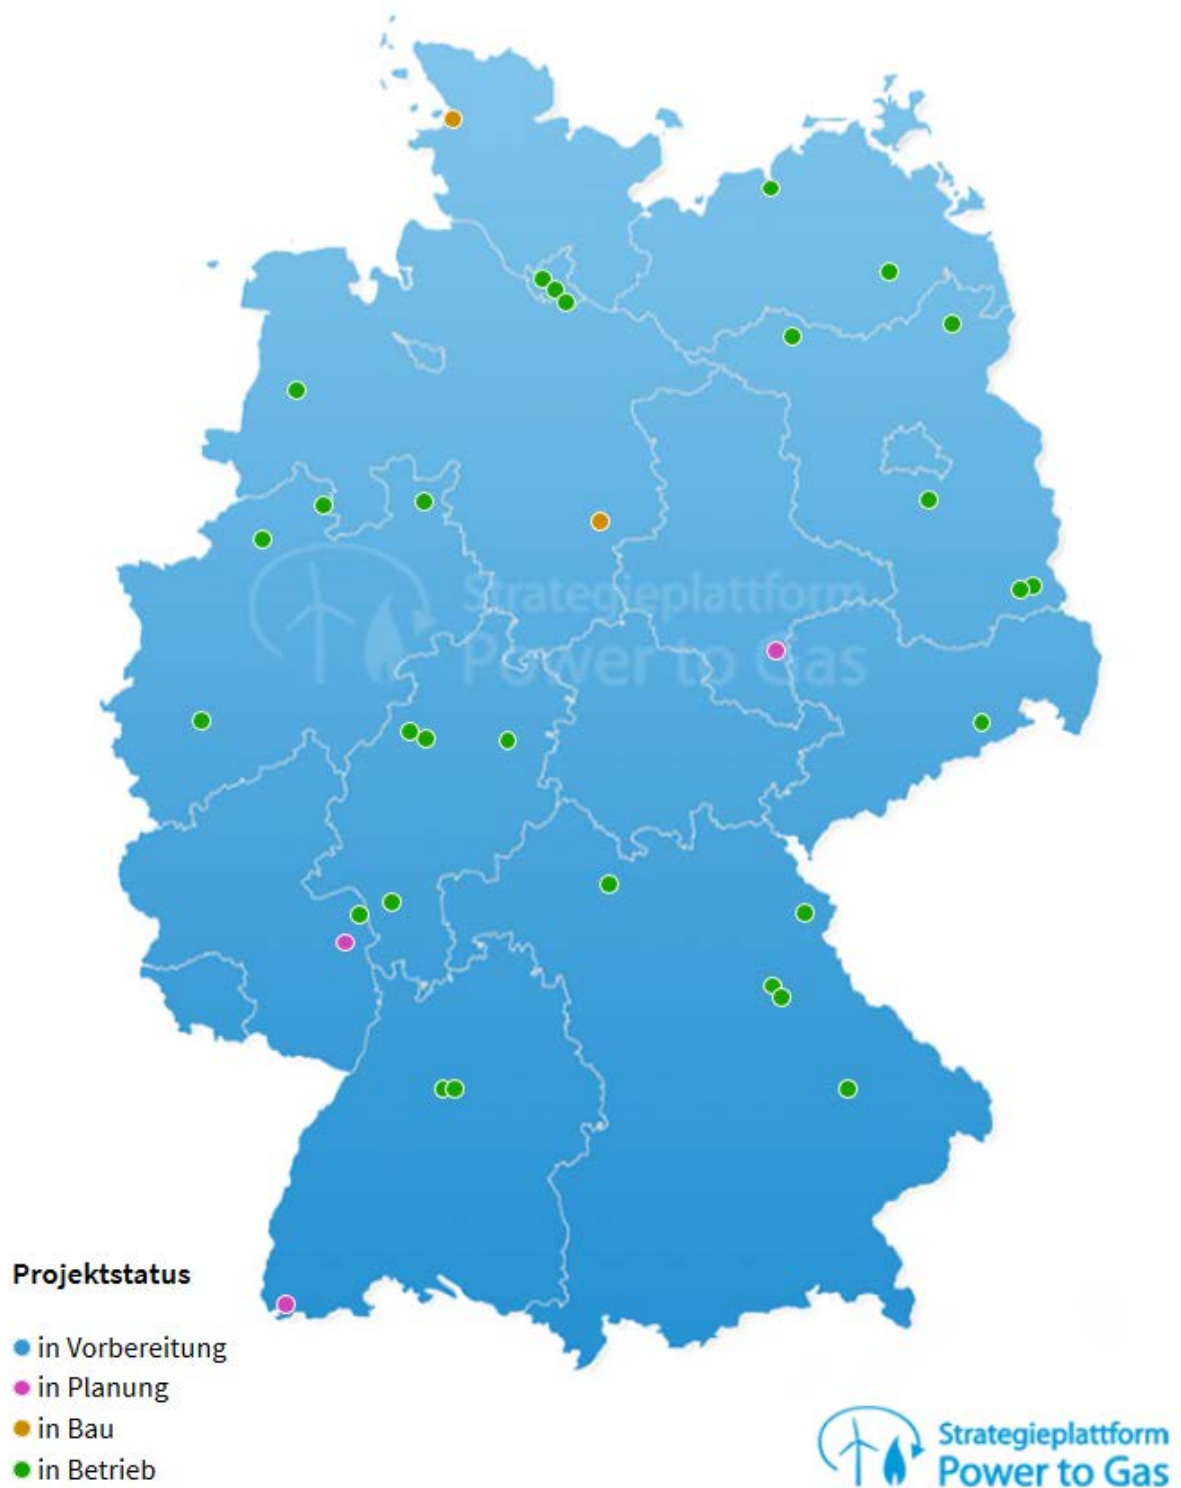 Strategieplattform
Power to Gas
Projektstatus
in Vorbereitung
in Planung
in Bau
in Betrieb
Strategieplattform
Power to Gas